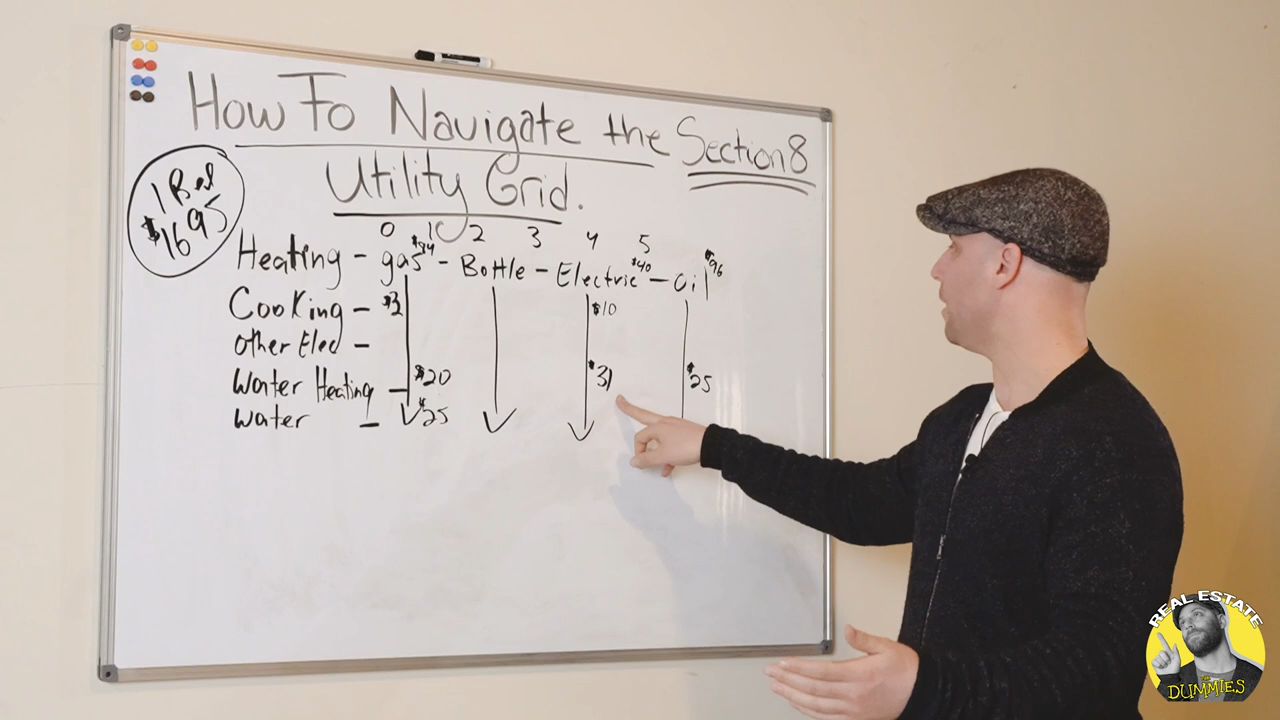 How To Navigate the Section 8
Utility Grid.
1 Bed
$1695
0 1 2 3 4 5
Heating - gas $34 - Bottle - Electric $40 - Oil $96
Cooking - $3 $10
Other Elec -
Water Heating - $20 $31 $25
Water - $25
REAL ESTATE
FOR
DUMMIES